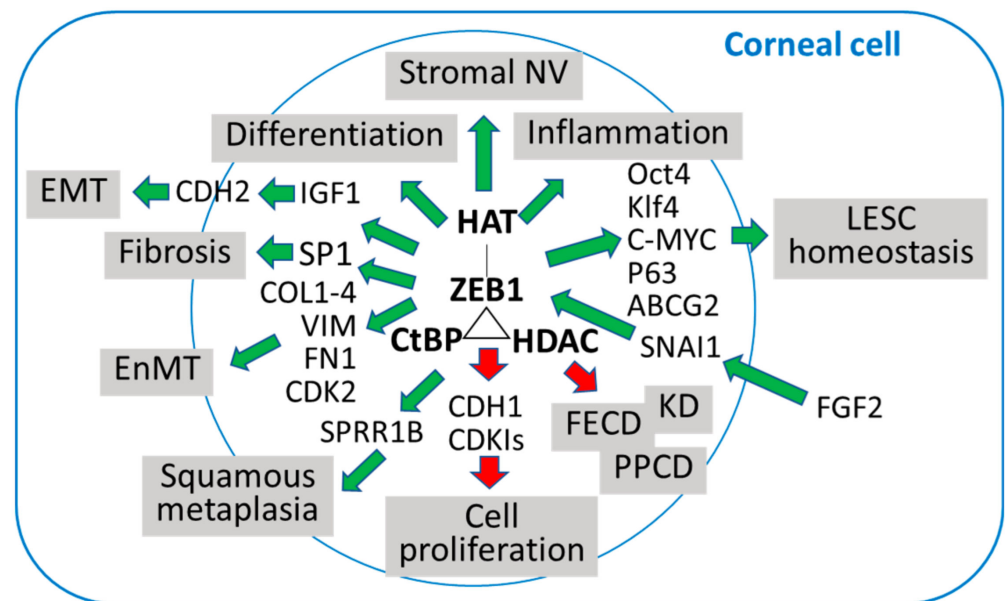 Corneal cell
Stromal NV
Differentiation
Inflammation
EMT
CDH2
IGF1
HAT
Oct4
Klf4
C-MYC
P63
ABCG2
SNAI1
LESC
homeostasis
Fibrosis
SP1
COL1-4
VIM
FN1
CDK2
ZEB1
CtBP
HDAC
EnMT
SPRR1B
CDH1
CDKIs
FGF2
FECD
KD
PPCD
Squamous
metaplasia
Cell
proliferation